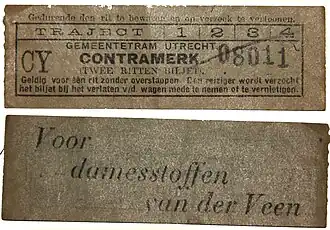 Gedurende den rit te bewaren en op verzoek te vertoonen.
TRAJECT 1 2 3 4
GEMEENTETRAM UTRECHT
CY CONTRAMERK 08011
(TWEE RITTEN BILJET).
Geldig voor één rit zonder overstappen. Den reiziger wordt verzocht
het biljet bij het verlaten v/d. wagen mede te nemen of te vernietigen.
Voor
damesstoffen
van der Veen